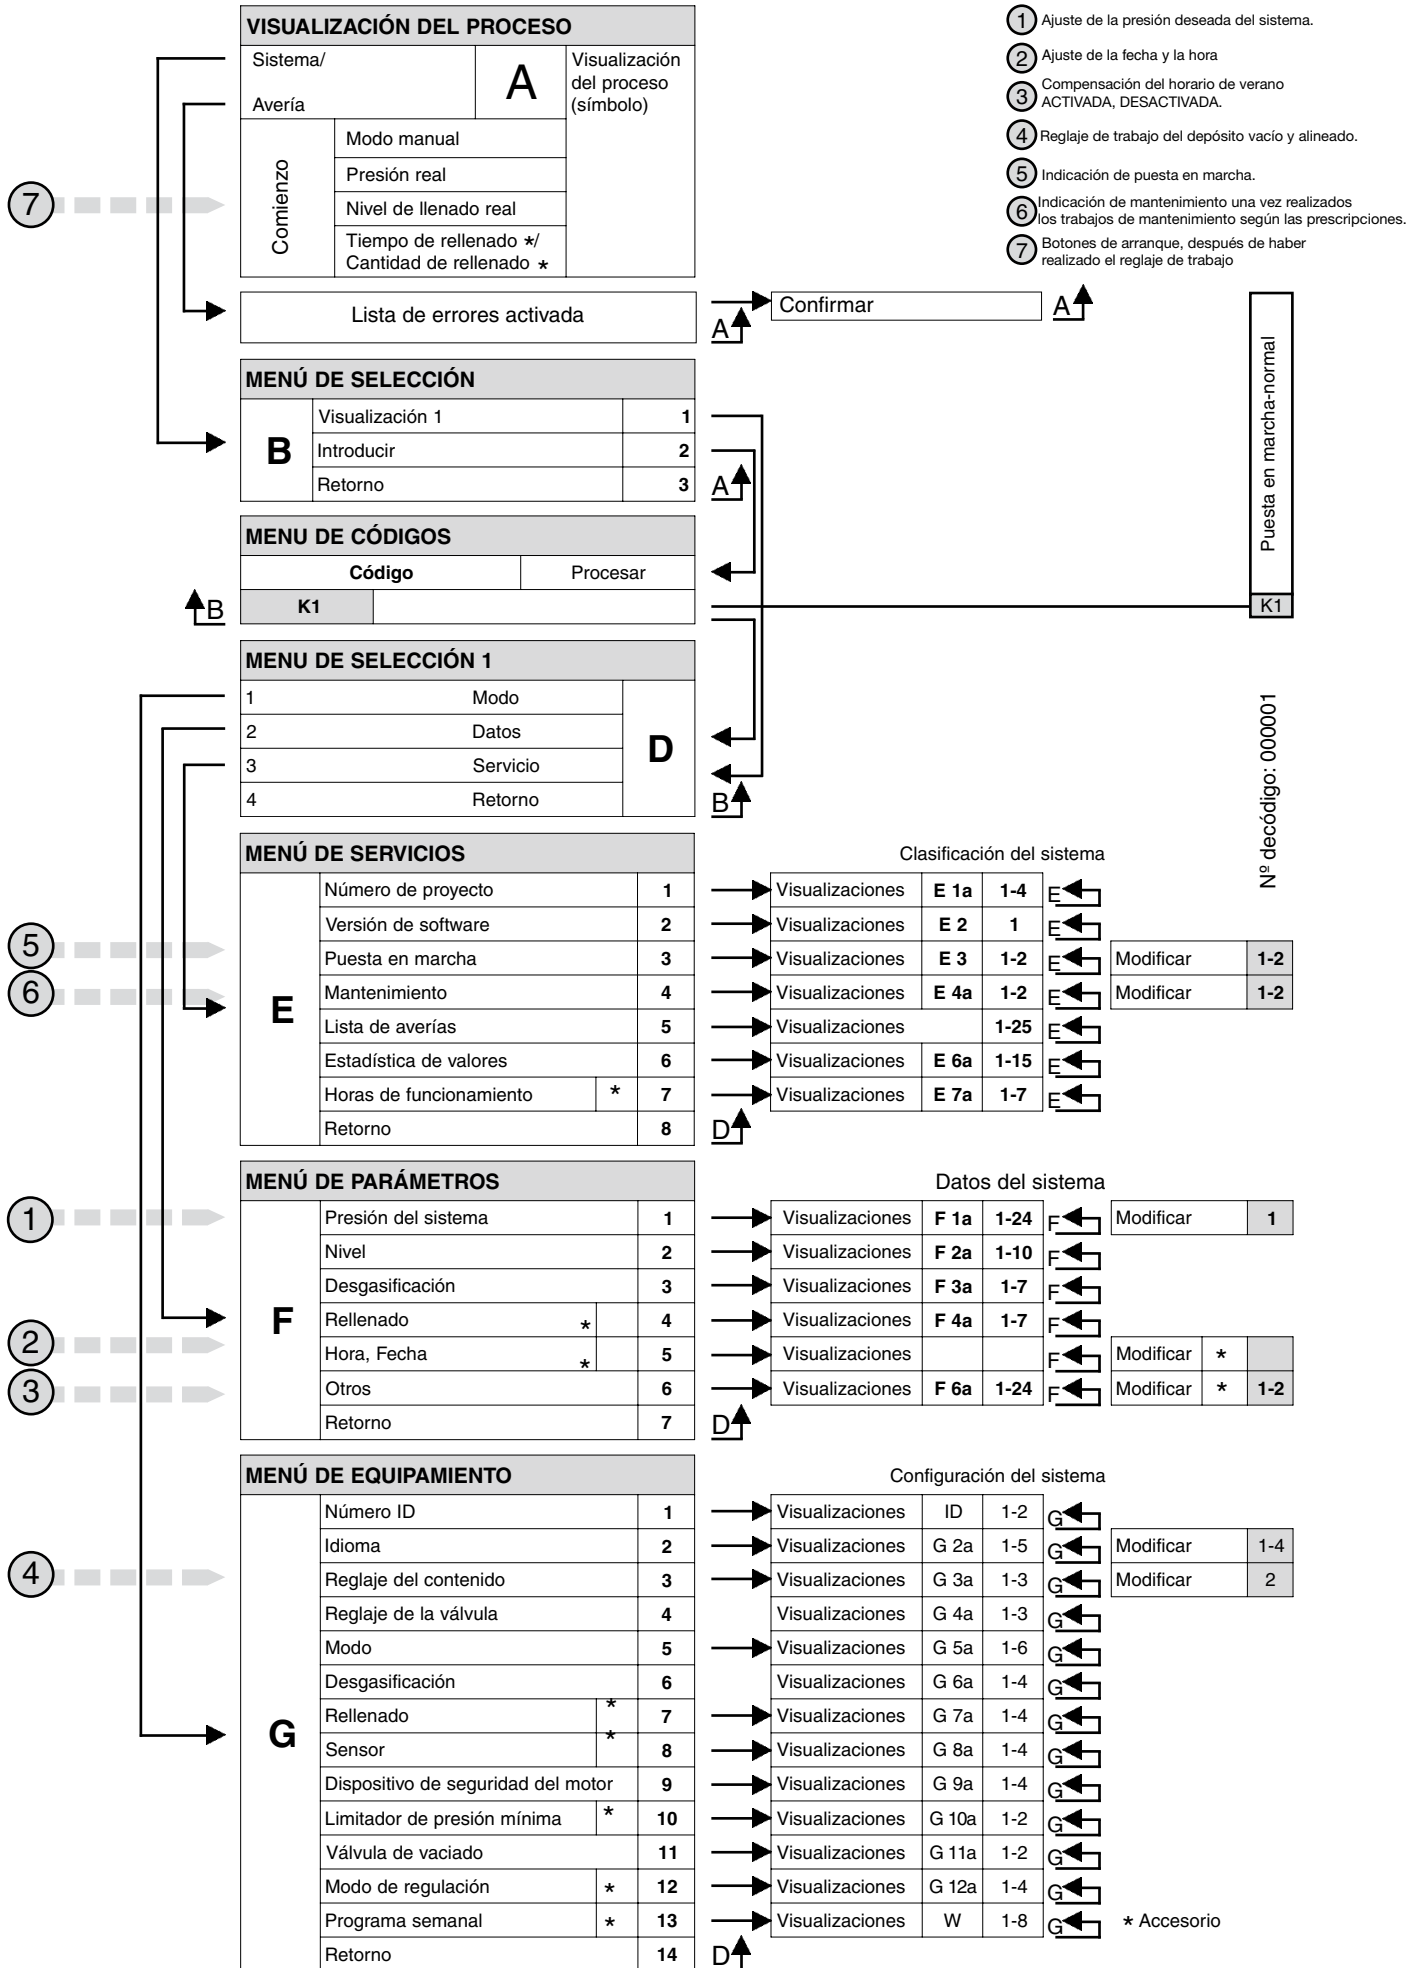 VISUALIZACIÓN DEL PROCESO
Sistema/
Avería
A
Visualización
del proceso
(símbolo)
Comienzo
Modo manual
Presión real
Nivel de llenado real
Tiempo de rellenado */
Cantidad de rellenado *
7
1 Ajuste de la presión deseada del sistema.
2 Ajuste de la fecha y la hora
3 Compensación del horario de verano
ACTIVADA, DESACTIVADA.
4 Reglaje de trabajo del depósito vacío y alineado.
5 Indicación de puesta en marcha.
6 Indicación de mantenimiento una vez realizados
los trabajos de mantenimiento según las prescripciones.
7 Botones de arranque, después de haber
realizado el reglaje de trabajo
Lista de errores activada
A
Confirmar
A
Puesta en marcha-normal
K1
Nº decódigo: 000001
MENÚ DE SELECCIÓN
B
Visualización 1 1
Introducir 2
Retorno 3
A
MENU DE CÓDIGOS
Código Procesar
B
K1
MENU DE SELECCIÓN 1
1 Modo
2 Datos
3 Servicio
4 Retorno
D
B
MENÚ DE SERVICIOS
Clasificación del sistema
E
5
6
Número de proyecto 1 Visualizaciones E 1a 1-4 E
Versión de software 2 Visualizaciones E 2 1 E
Puesta en marcha 3 Visualizaciones E 3 1-2 E Modificar 1-2
Mantenimiento 4 Visualizaciones E 4a 1-2 E Modificar 1-2
Lista de averías 5 Visualizaciones 1-25 E
Estadística de valores 6 Visualizaciones E 6a 1-15 E
Horas de funcionamiento * 7 Visualizaciones E 7a 1-7 E
Retorno 8 D
MENÚ DE PARÁMETROS
Datos del sistema
F
1
2
3
Presión del sistema 1 Visualizaciones F 1a 1-24 F Modificar 1
Nivel 2 Visualizaciones F 2a 1-10 F
Desgasificación 3 Visualizaciones F 3a 1-7 F
Rellenado * 4 Visualizaciones F 4a 1-7 F
Hora, Fecha * 5 Visualizaciones F Modificar *
Otros 6 Visualizaciones F 6a 1-24 F Modificar * 1-2
Retorno 7 D
MENÚ DE EQUIPAMIENTO
Configuración del sistema
G
4
Número ID 1 Visualizaciones ID 1-2 G
Idioma 2 Visualizaciones G 2a 1-5 G Modificar 1-4
Reglaje del contenido 3 Visualizaciones G 3a 1-3 G Modificar 2
Reglaje de la válvula 4 Visualizaciones G 4a 1-3 G
Modo 5 Visualizaciones G 5a 1-6 G
Desgasificación 6 Visualizaciones G 6a 1-4 G
Rellenado * 7 Visualizaciones G 7a 1-4 G
Sensor * 8 Visualizaciones G 8a 1-4 G
Dispositivo de seguridad del motor 9 Visualizaciones G 9a 1-4 G
Limitador de presión mínima * 10 Visualizaciones G 10a 1-2 G
Válvula de vaciado 11 Visualizaciones G 11a 1-2 G
Modo de regulación * 12 Visualizaciones G 12a 1-4 G
Programa semanal * 13 Visualizaciones W 1-8 G * Accesorio
Retorno 14 D